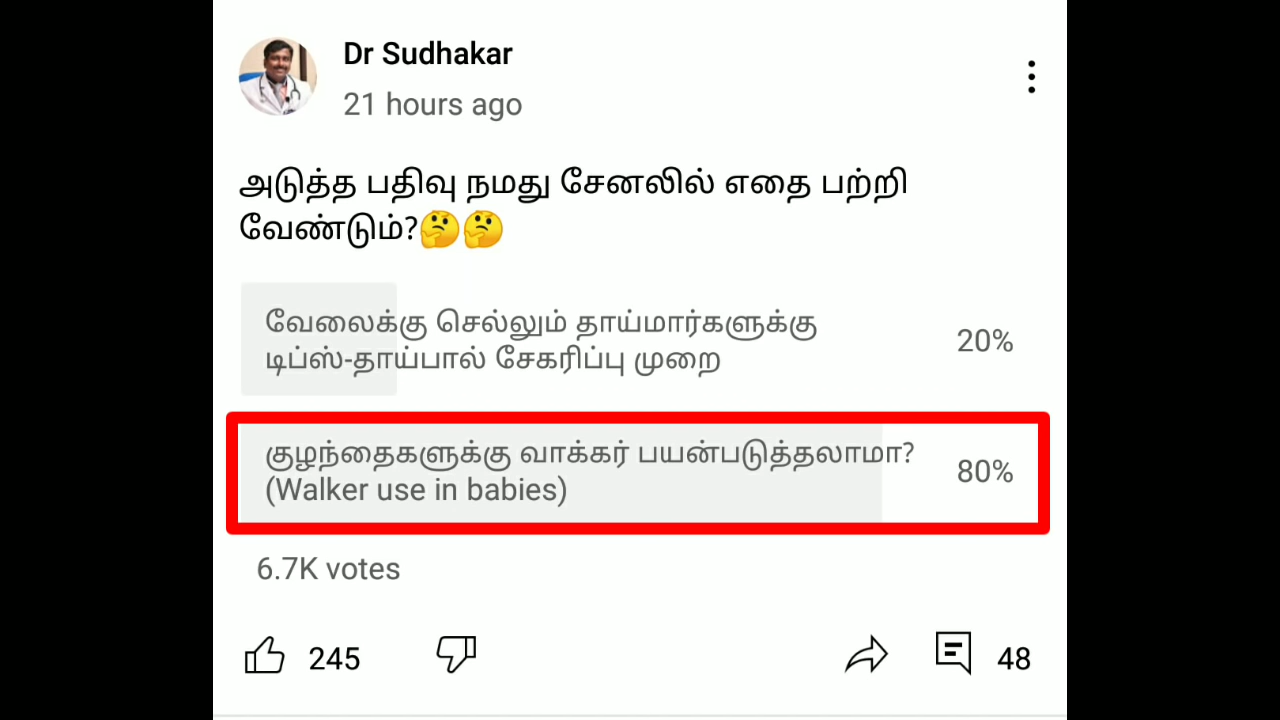 Dr Sudhakar
21 hours ago
அடுத்த பதிவு நமது சேனலில் எதை பற்றி
வேண்டும்?🤔🤔
வேலைக்கு செல்லும் தாய்மார்களுக்கு
டிப்ஸ்-தாய்பால் சேகரிப்பு முறை
20%
குழந்தைகளுக்கு வாக்கர் பயன்படுத்தலாமா?
(Walker use in babies)
80%
6.7K votes
245
48